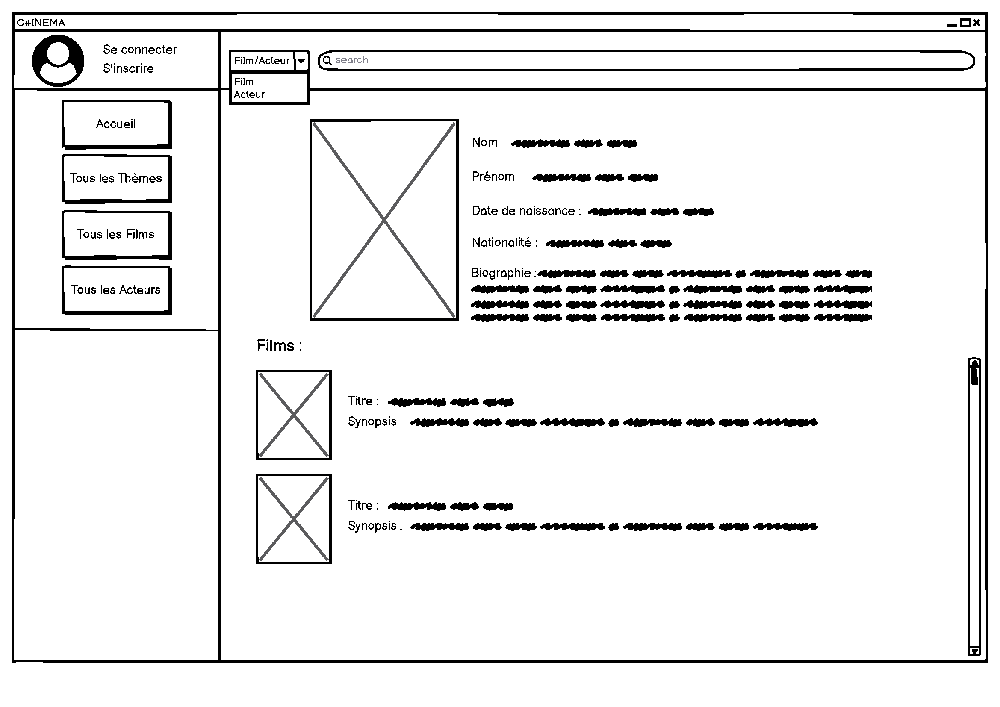 C#INEMA
Se connecter
S'inscrire
Film/Acteur
search
Film
Acteur
Accueil
Tous les Thèmes
Tous les Films
Tous les Acteurs
Nom
Prénom :
Date de naissance :
Nationalité :
Biographie :
Films :
Titre :
Synopsis :
Titre :
Synopsis :